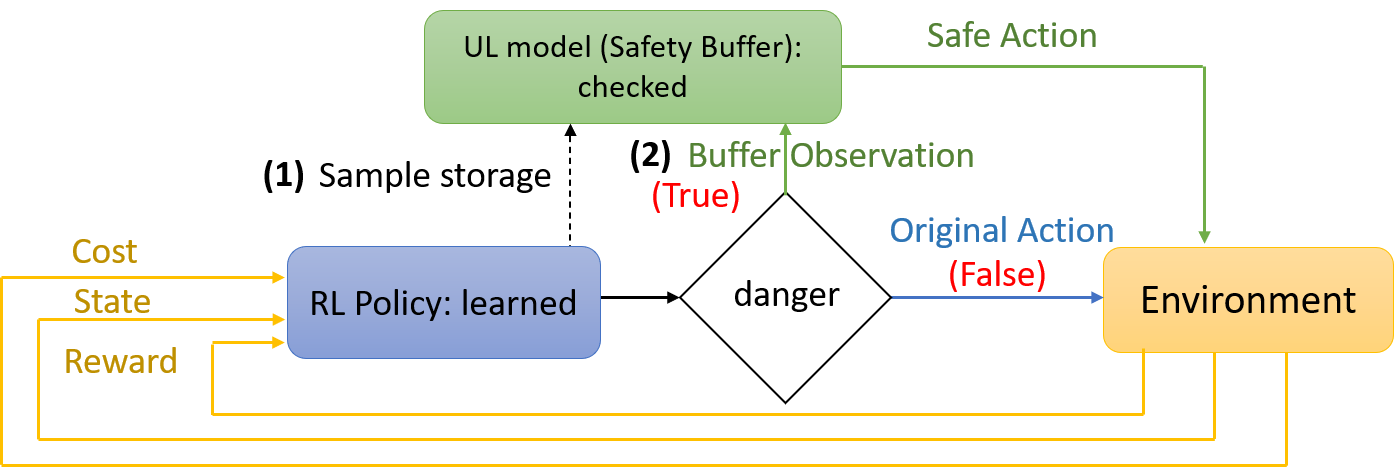 UL model (Safety Buffer):
checked
Safe Action
(1) Sample storage
(2) Buffer Observation
(True)
Original Action
(False)
Cost
State
Reward
RL Policy: learned
danger
Environment